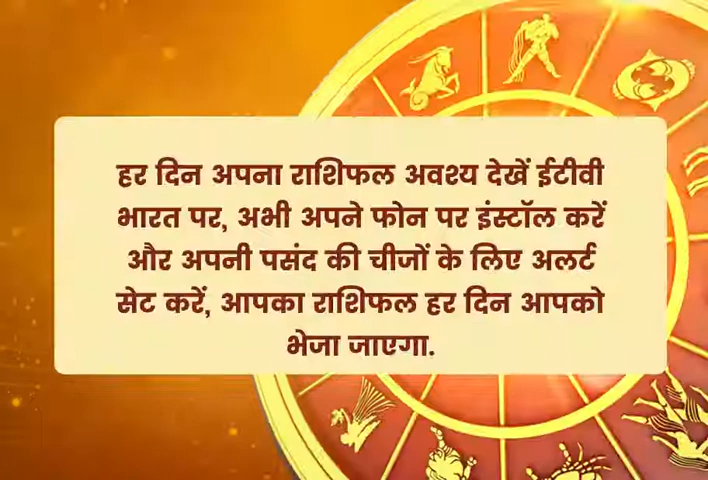 हर दिन अपना राशिफल अवश्य देखें ईटीवी
भारत पर, अभी अपने फोन पर इंस्टॉल करें
और अपनी पसंद की चीजों के लिए अलर्ट
सेट करें, आपका राशिफल हर दिन आपको
भेजा जाएगा.